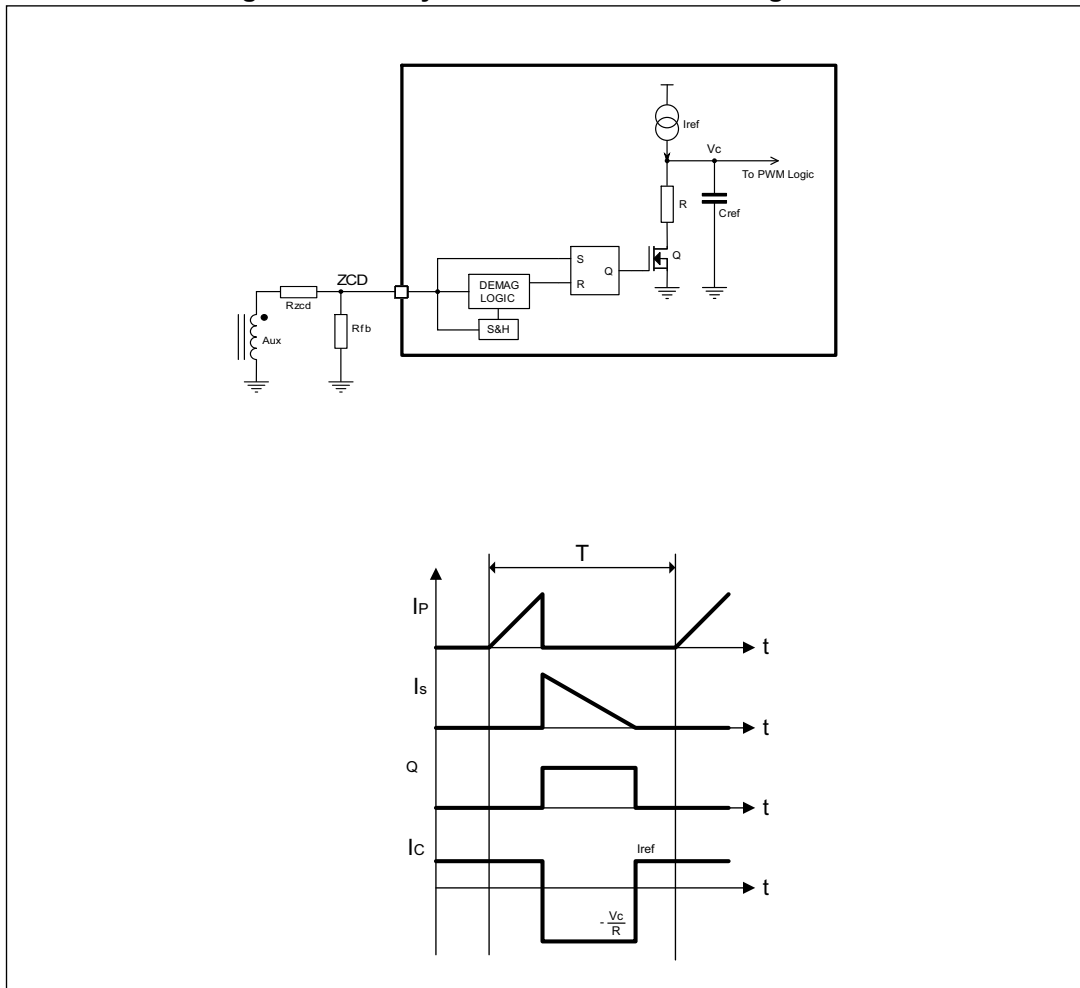 Iref
Vc
To PWM Logic
R
Cref
Q
S
R
Q
DEMAG
LOGIC
S&H
ZCD
Rzcd
Rfb
Aux
T
IP
t
Is
t
Q
t
IC
Iref
t
- Vc
R